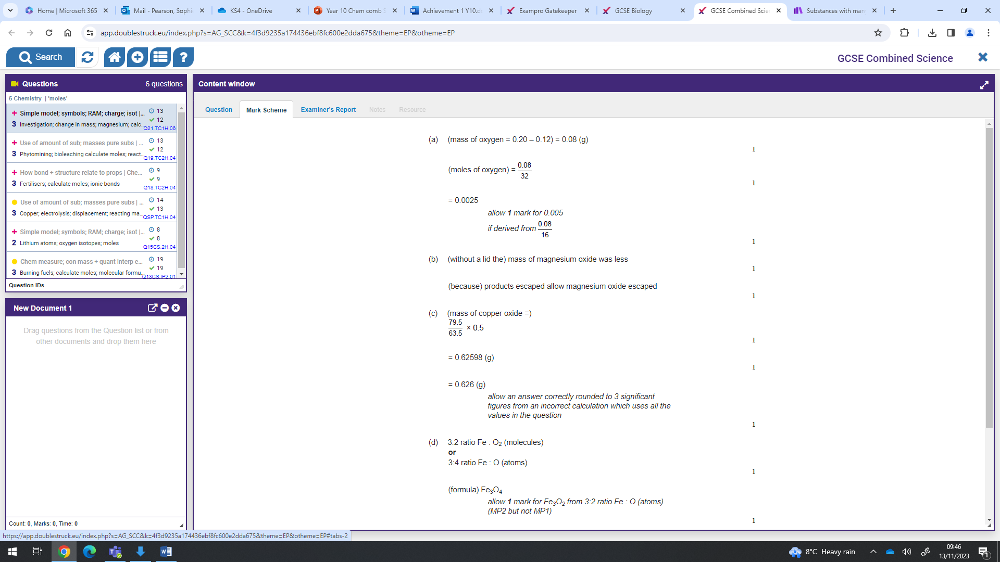 Home | Microsoft 365
Mail - Pearson, Sophi
KS4 - OneDrive
Year 10 Chem comb S
Achievement 1 Y10.do
Exampro Gatekeeper
GCSE Biology
GCSE Combined Scie
Substances with man
app.doublestruck.eu/index.php?s=AG_SCC&k=4f3d9235a174436ebf8fc600e2dda675&theme=EP&otheme=EP
Search
?
GCSE Combined Science
Questions 6 questions
5 Chemistry | 'moles'
Simple model; symbols; RAM; charge; isot |... 13
12
3 Investigation; change in mass; magnesium; calc...
Q21.TC1H.06
Use of amount of sub; masses pure subs | ... 13
12
3 Phytomining; bioleaching calculate moles; react...
Q19.TC2H.04
How bond + structure relate to props | Che... 9
9
3 Fertilisers; calculate moles; ionic bonds
Q18.TC2H.04
Use of amount of sub; masses pure subs | ... 14
13
3 Copper; electrolysis; displacement; reacting ma...
QSP.TC1H.04
Simple model; symbols; RAM; charge; isot |... 8
8
2 Lithium atoms; oxygen isotopes; moles
Q15CS.2H.04
Chem measure; con mass + quant interp e... 19
19
3 Burning fuels; calculate moles; molecular formu...
Q13CS.IP2.01
Question IDs
New Document 1
Drag questions from the Question list or from
other documents and drop them here
Count: 0, Marks: 0, Time: 0
Content window
Question
Mark Scheme
Examiner's Report
Notes
Resource
(a) (mass of oxygen = 0.20 – 0.12) = 0.08 (g)
1
(moles of oxygen) = 0.08
32
1
= 0.0025
allow 1 mark for 0.005
if derived from 0.08
16
1
(b) (without a lid the) mass of magnesium oxide was less
1
(because) products escaped allow magnesium oxide escaped
1
(c) (mass of copper oxide =)
79.5
63.5 × 0.5
1
= 0.62598 (g)
1
= 0.626 (g)
allow an answer correctly rounded to 3 significant
figures from an incorrect calculation which uses all the
values in the question
1
(d) 3:2 ratio Fe : O₂ (molecules)
or
3:4 ratio Fe : O (atoms)
1
(formula) Fe₃O₄
allow 1 mark for Fe₃O₂ from 3:2 ratio Fe : O (atoms)
(MP2 but not MP1)
1
https://app.doublestruck.eu/index.php?s=AG_SCC&k=4f3d9235a174436ebf8fc600e2dda675&theme=EP&otheme=EP#tabs-2
8°C Heavy rain
09:46
13/11/2023
1